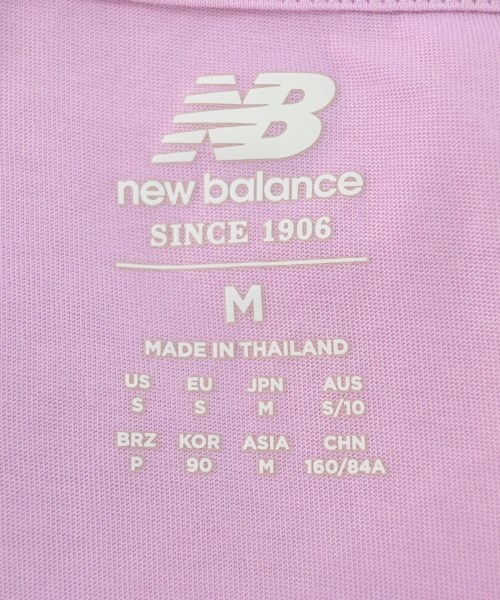 NB
new balance
SINCE 1906
M
MADE IN THAILAND
US EU JPN AUS
S S M S/10
BRZ KOR ASIA CHN
P 90 M 160/84A